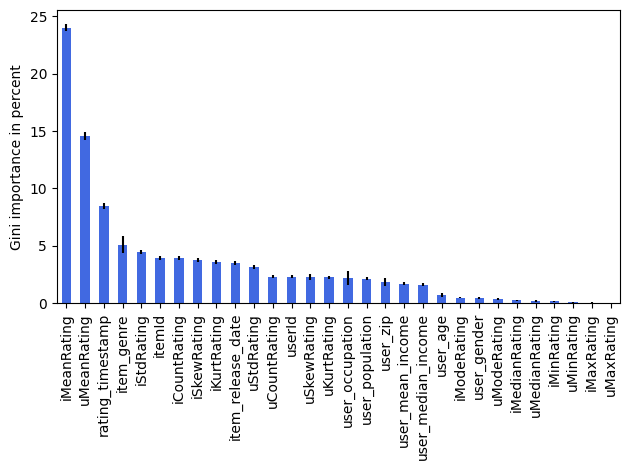 Gini importance in percent
25
20
15
10
5
0
iMeanRating
uMeanRating
rating_timestamp
item_genre
iStdRating
itemId
iCountRating
iSkewRating
iKurtRating
item_release_date
uStdRating
uCountRating
userId
uSkewRating
uKurtRating
user_occupation
user_population
user_zip
user_mean_income
user_median_income
user_age
iModeRating
user_gender
uModeRating
iMedianRating
uMedianRating
iMinRating
uMinRating
iMaxRating
uMaxRating